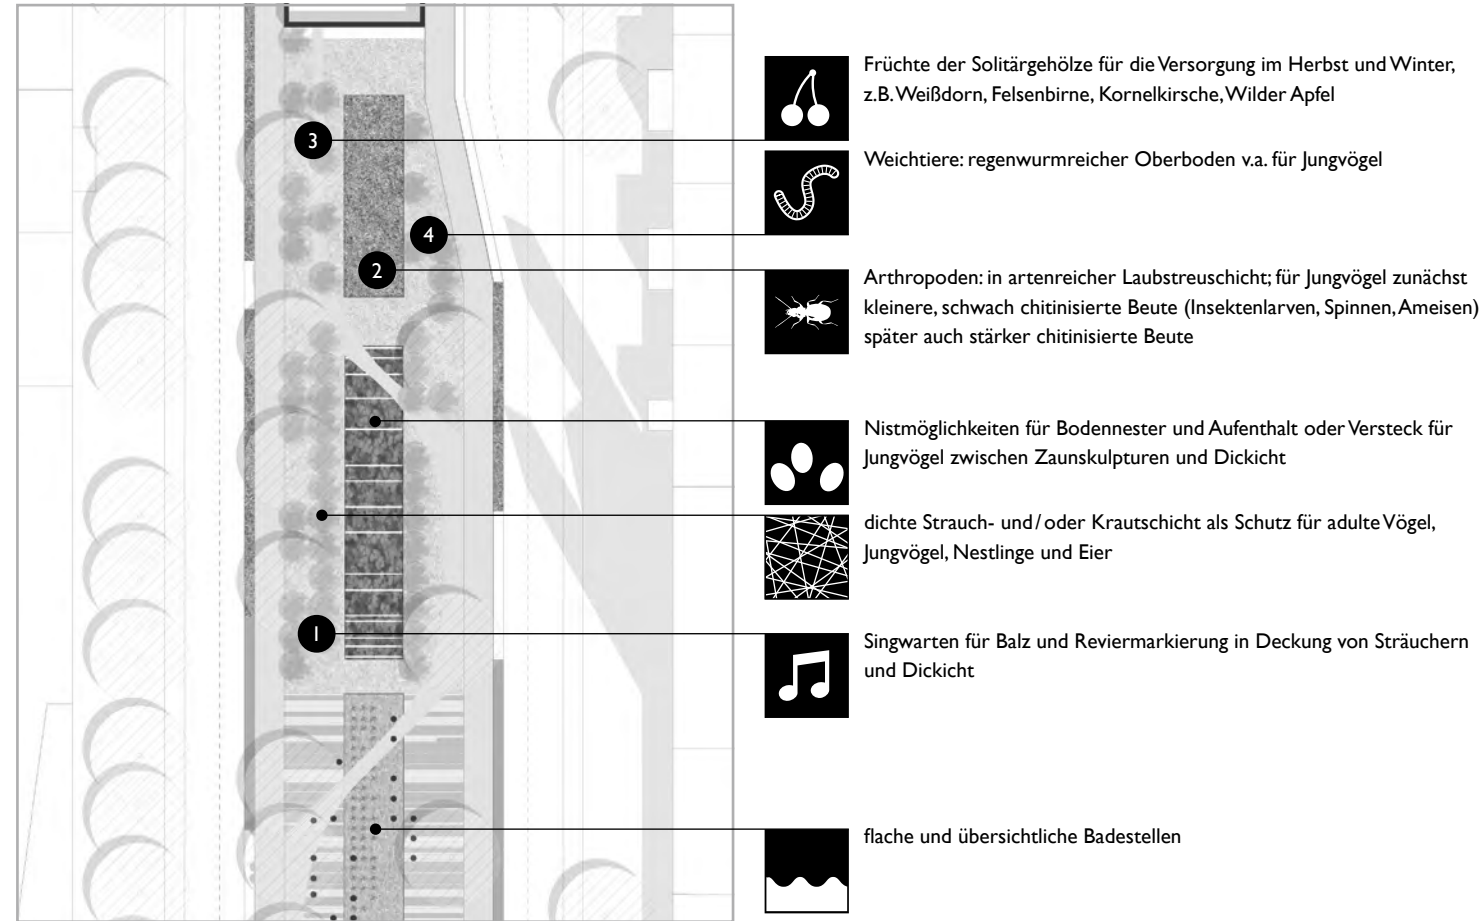 Früchte der Solitärgehölze für die Versorgung im Herbst und Winter,
z.B. Weißdorn, Felsenbirne, Kornelkirsche, Wilder Apfel
3
Weichtiere: regenwurmreicher Oberboden v.a. für Jungvögel
4
2
Arthropoden: in artenreicher Laubstreuschicht; für Jungvögel zunächst
kleinere, schwach chitinisierte Beute (Insektenlarven, Spinnen, Ameisen)
später auch stärker chitinisierte Beute
Nistmöglichkeiten für Bodennester und Aufenthalt oder Versteck für
Jungvögel zwischen Zaunskulpturen und Dickicht
dichte Strauch- und/oder Krautschicht als Schutz für adulte Vögel,
Jungvögel, Nestlinge und Eier
1
Singwarten für Balz und Reviermarkierung in Deckung von Sträuchern
und Dickicht
flache und übersichtliche Badestellen